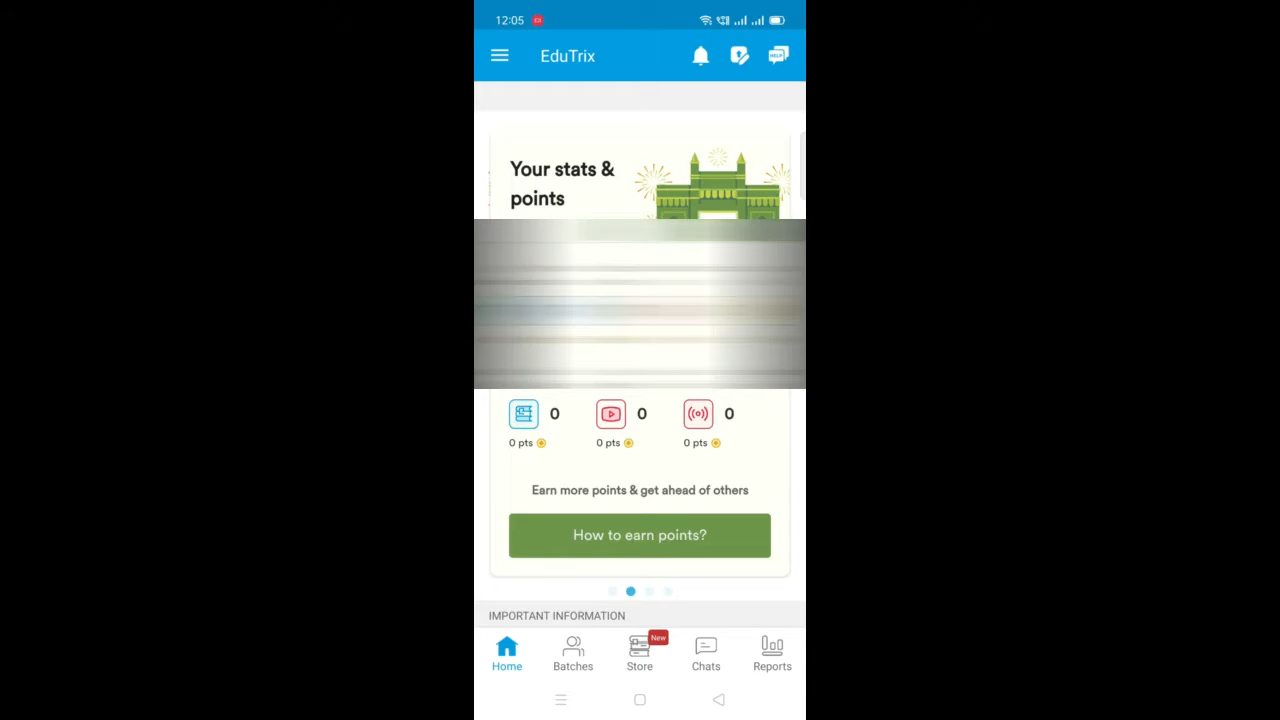 12:05
EduTrix
HELP
Your stats &
points
0 0 0
0 pts 0 pts 0 pts
Earn more points & get ahead of others
How to earn points?
IMPORTANT INFORMATION
New
Home Batches Store Chats Reports